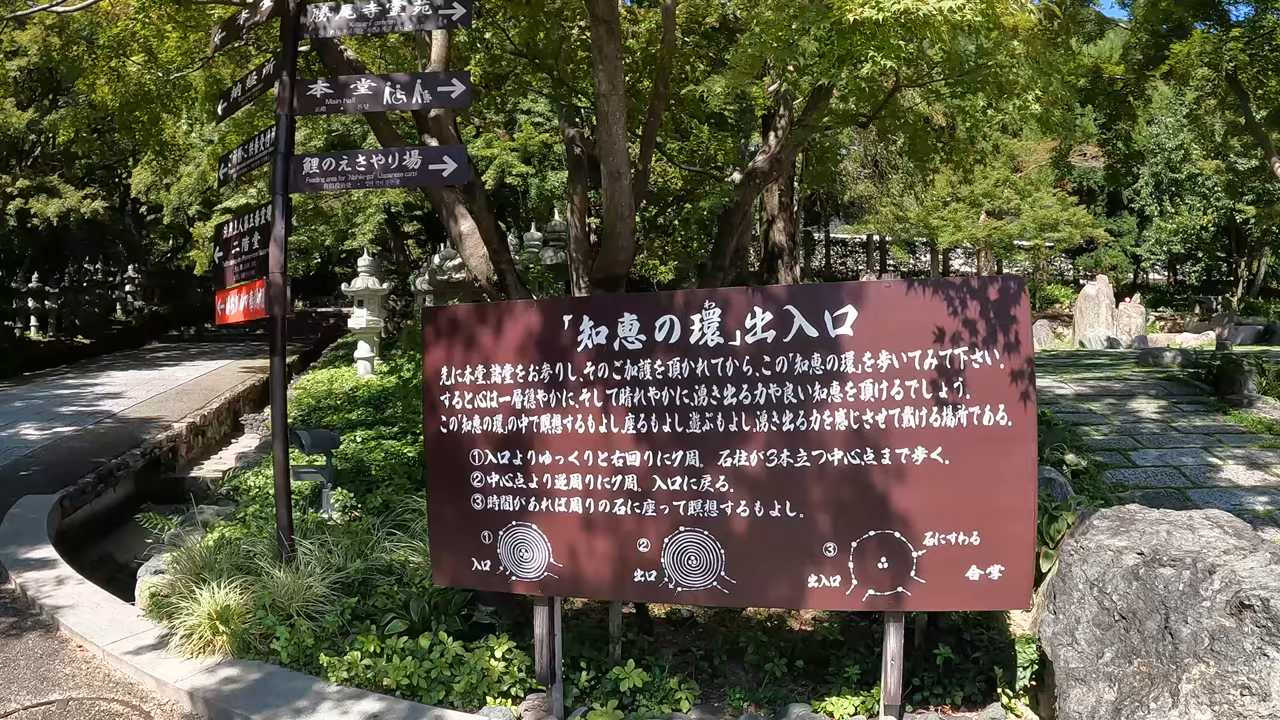 勝尾寺霊苑
本堂
Main hall
鯉のえさやり場
Feeding area for "Nishiki-goi" (Japanese carp)
納経所
二階堂
「知恵の環」出入口
わ
先に本堂、諸堂をお参りし、そのご加護を頂かれてから、この「知恵の環」を歩いてみて下さい。
すると心は一層穏やかに、そして晴れやかに、湧き出る力や良い知恵を頂けるでしょう。
この「知恵の環」の中で瞑想するもよし、座るもよし、遊ぶもよし、湧き出る力を感じさせて戴ける場所である。
①入口よりゆっくりと右回りに7周。石柱が3本立つ中心点まで歩く。
②中心点より逆周りに7周。入口に戻る。
③時間があれば周りの石に座って瞑想するもよし。
①
入口
②
出口
③
出入口
石にすわる
合掌